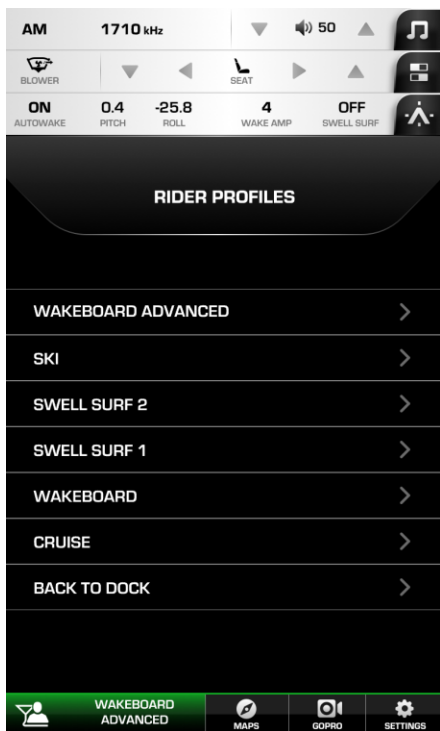 AM 1710 kHz 50
BLOWER SEAT
ON 0.4 -25.8 4 OFF
AUTOWAKE PITCH ROLL WAKE AMP SWELL SURF
RIDER PROFILES
WAKEBOARD ADVANCED
SKI
SWELL SURF 2
SWELL SURF 1
WAKEBOARD
CRUISE
BACK TO DOCK
WAKEBOARD
ADVANCED
MAPS GOPRO SETTINGS